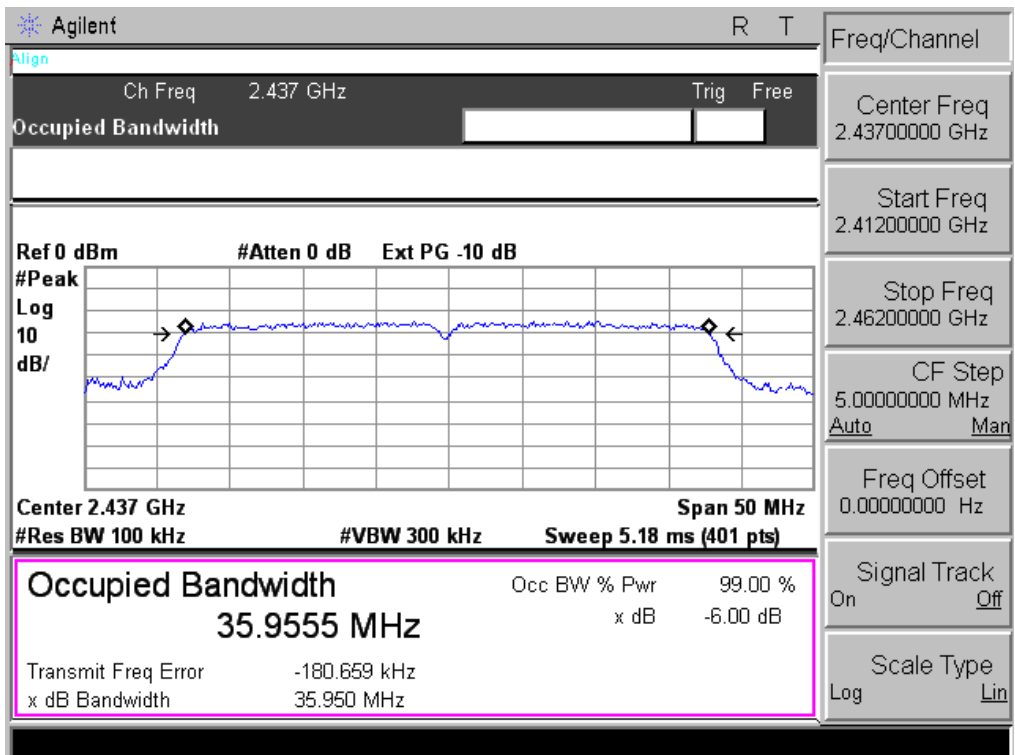 Agilent R T
Align
Ch Freq 2.437 GHz Trig Free
Occupied Bandwidth
Ref 0 dBm #Atten 0 dB Ext PG -10 dB
#Peak
Log
10
dB/
Center 2.437 GHz Span 50 MHz
#Res BW 100 kHz #VBW 300 kHz Sweep 5.18 ms (401 pts)
Occupied Bandwidth Occ BW % Pwr 99.00 %
35.9555 MHz x dB -6.00 dB
Transmit Freq Error -180.659 kHz
x dB Bandwidth 35.950 MHz
Freq/Channel
Center Freq
2.43700000 GHz
Start Freq
2.41200000 GHz
Stop Freq
2.46200000 GHz
CF Step
5.00000000 MHz
Auto Man
Freq Offset
0.00000000 Hz
Signal Track
On Off
Scale Type
Log Lin